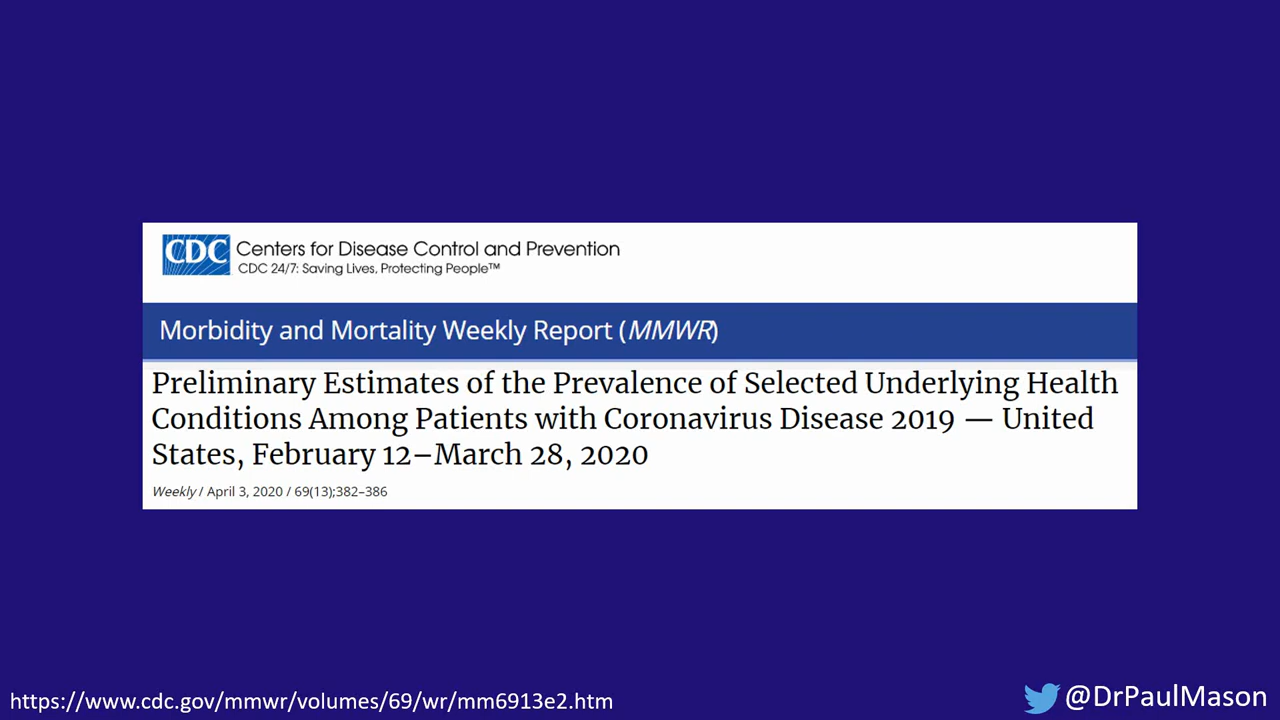 CDC Centers for Disease Control and Prevention
CDC 24/7: Saving Lives, Protecting People™
Morbidity and Mortality Weekly Report (MMWR)
Preliminary Estimates of the Prevalence of Selected Underlying Health
Conditions Among Patients with Coronavirus Disease 2019 — United
States, February 12–March 28, 2020
Weekly / April 3, 2020 / 69(13);382–386
https://www.cdc.gov/mmwr/volumes/69/wr/mm6913e2.htm
@DrPaulMason